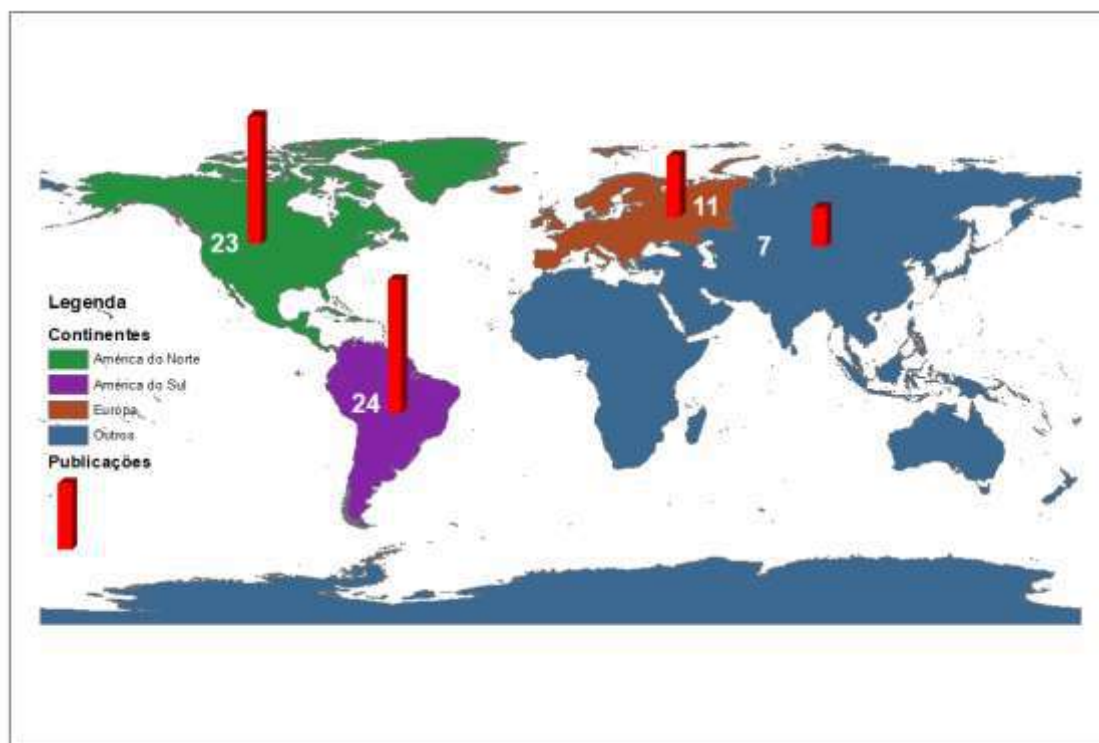 23
11
7
24
Legenda
Continentes
América do Norte
América do Sul
Europa
Outros
Publicações